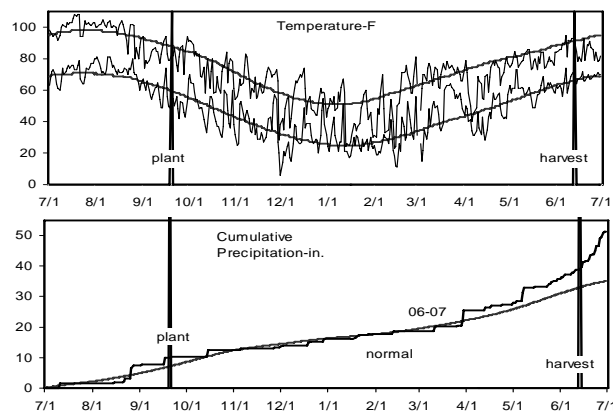 Temperature-F
100
80
60
40
20
0
plant
harvest
7/1 8/1 9/1 10/1 11/1 12/1 1/1 2/1 3/1 4/1 5/1 6/1 7/1
Cumulative
Precipitation-in.
50
40
30
20
10
0
06-07
plant
normal
harvest
7/1 8/1 9/1 10/1 11/1 12/1 1/1 2/1 3/1 4/1 5/1 6/1 7/1